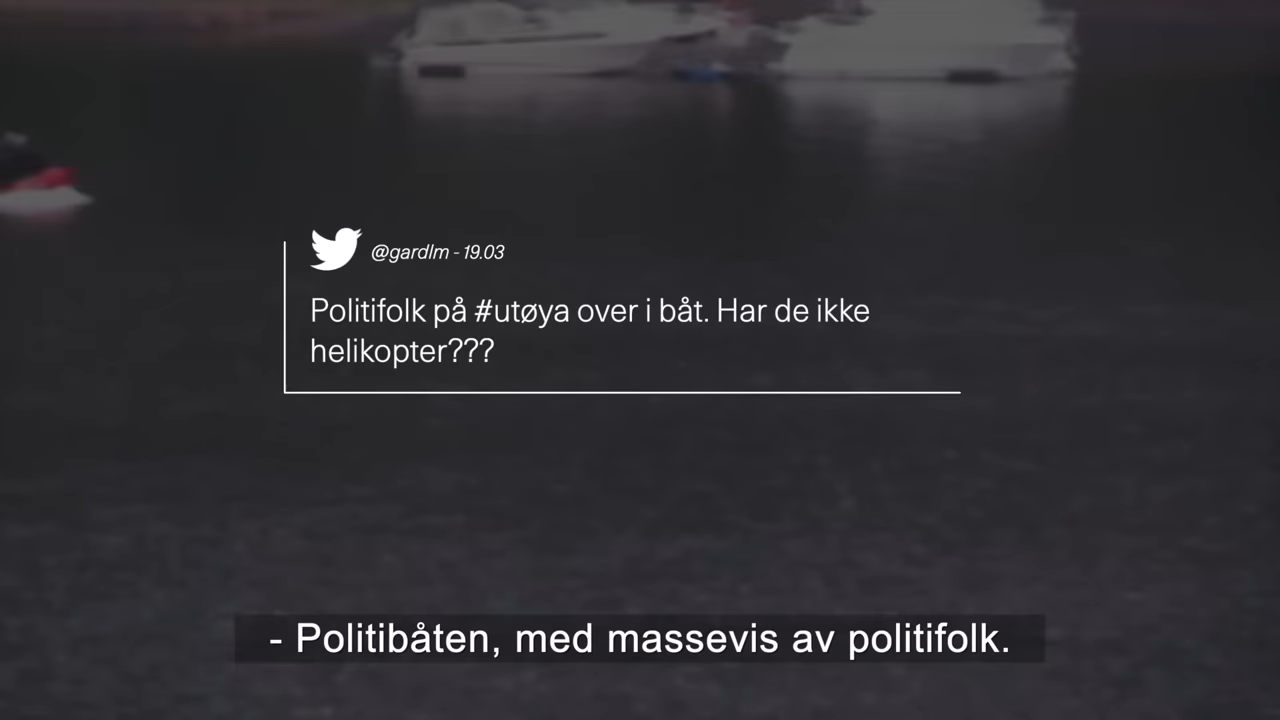 @gardlm - 19.03
Politifolk på #utøya over i båt. Har de ikke
helikopter???
- Politibåten, med massevis av politifolk.